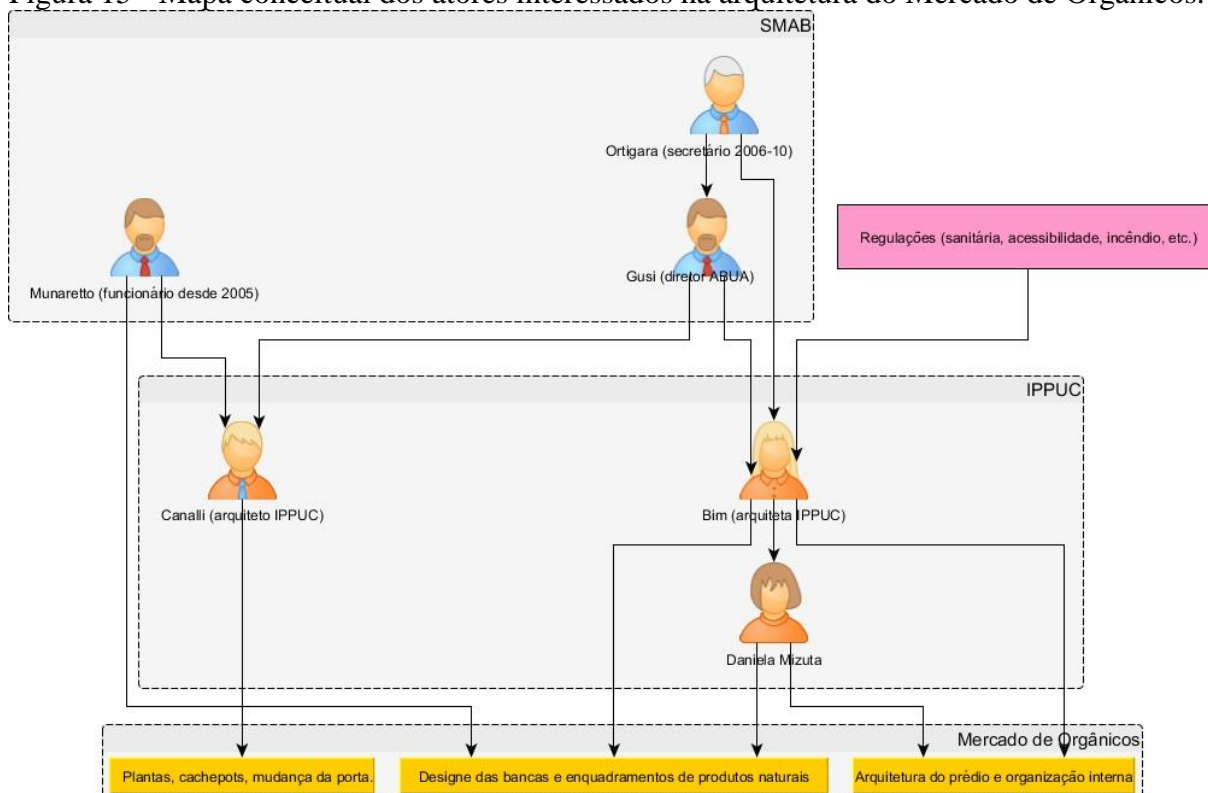 Figura 15 - Mapa conceitual dos atores interessados na arquitetura do Mercado de Orgânicos.
SMAB
Ortigara (secretário 2006-10)
Gusi (diretor ABUA)
Munaretto (funcionário desde 2005)
Regulações (sanitária, acessibilidade, incêndio, etc.)
IPPUC
Canalli (arquiteto IPPUC)
Bim (arquiteta IPPUC)
Daniela Mizuta
Mercado de Orgânicos
Plantas, cachepots, mudança da porta.
Designe das bancas e enquadramentos de produtos naturais
Arquitetura do prédio e organização interna